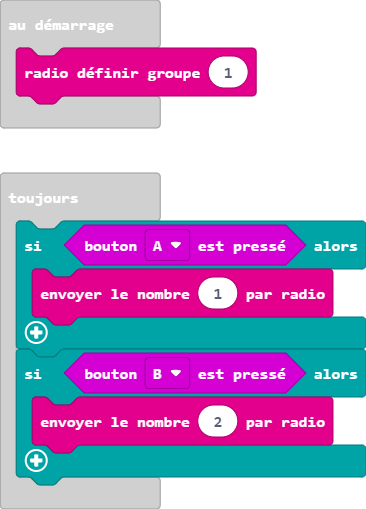 au démarrage
radio définir groupe 1
toujours
si bouton A est pressé alors
envoyer le nombre 1 par radio
si bouton B est pressé alors
envoyer le nombre 2 par radio